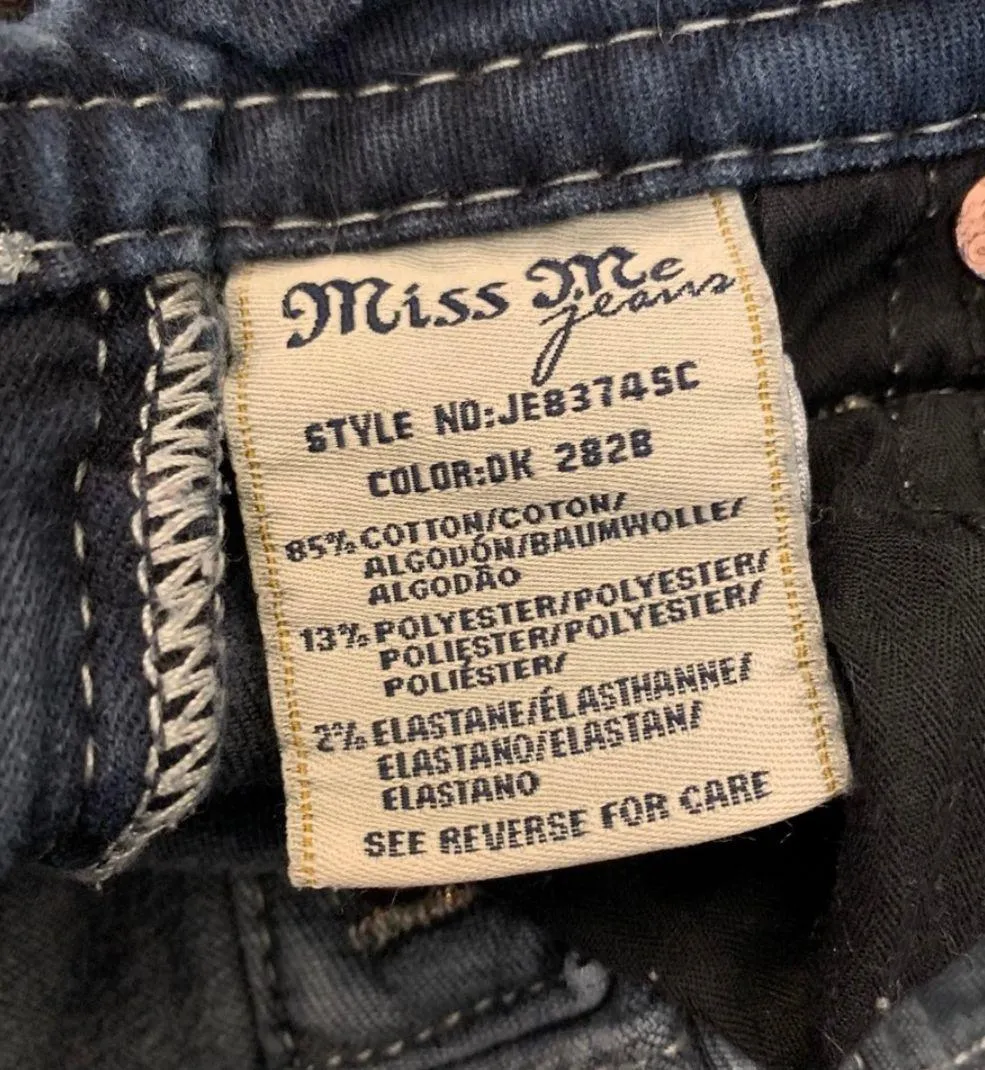 Miss Me
jeans
STYLE NO:JE8374SC
COLOR:DK 282B
85% COTTON/COTON/
ALGODÓN/BAUMWOLLE/
ALGODÃO
13% POLYESTER/POLYESTER/
POLIESTER/POLYESTER/
POLIÉSTER/
2% ELASTANE/ÉLASTHANNE/
ELASTANO/ELASTAN/
ELASTANO
SEE REVERSE FOR CARE